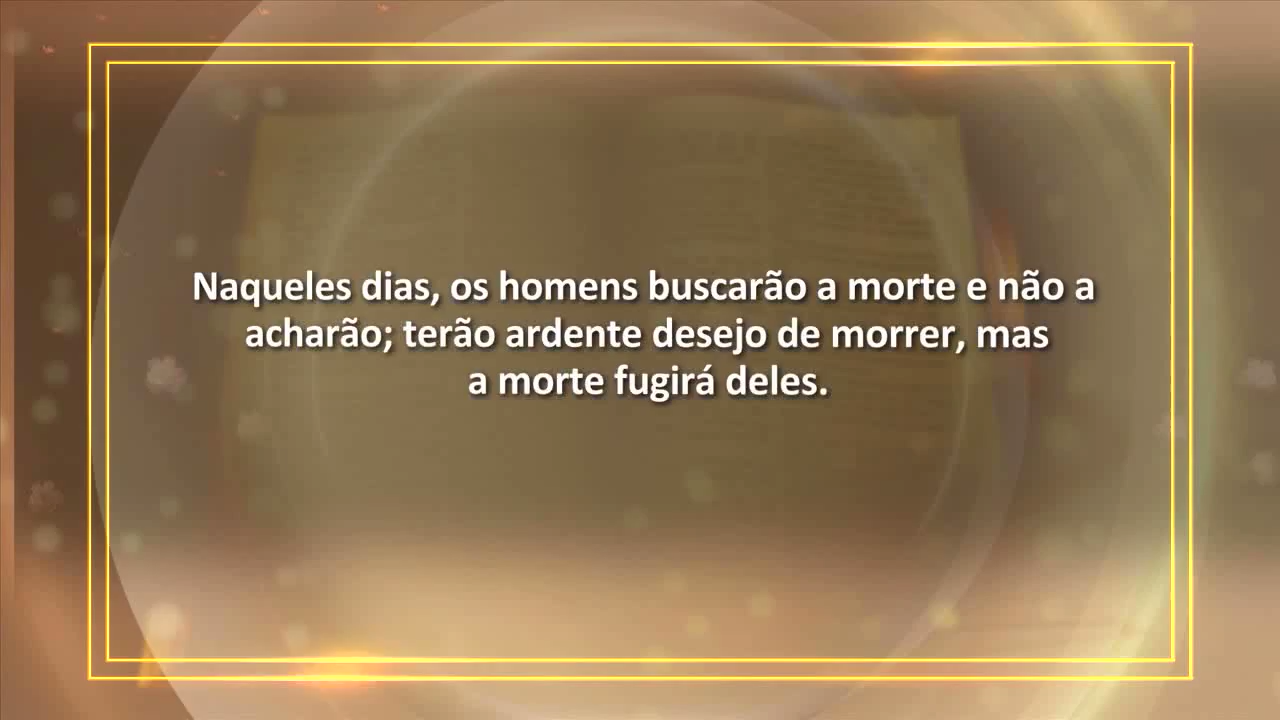 Naqueles dias, os homens buscarão a morte e não a
acharão; terão ardente desejo de morrer, mas
a morte fugirá deles.